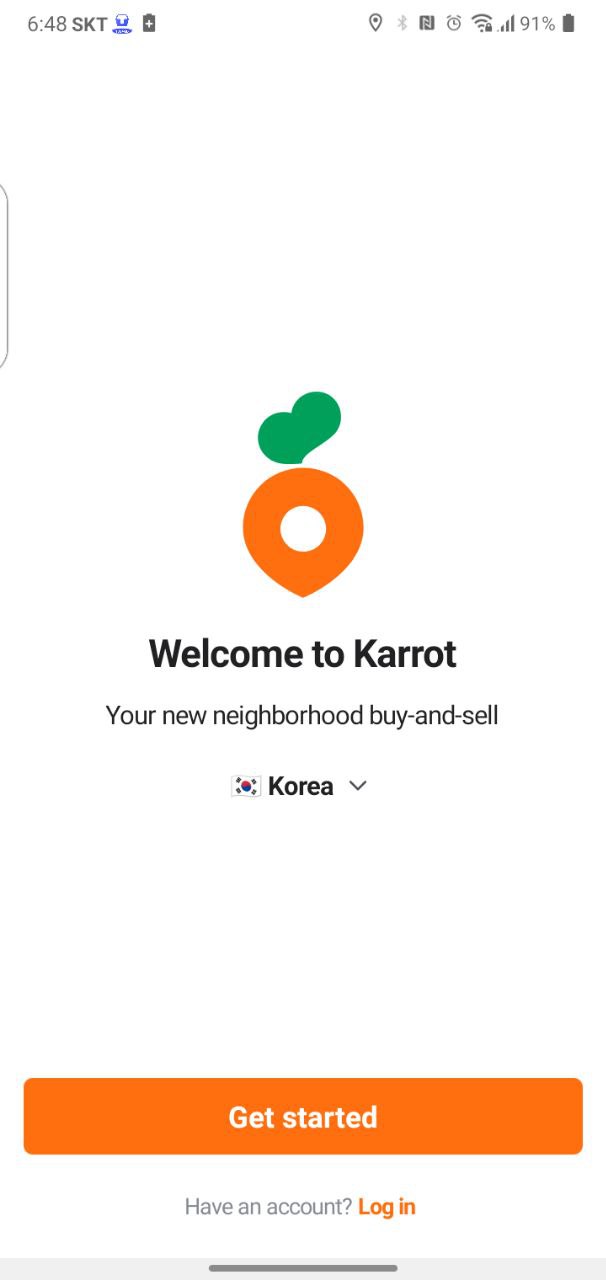 6:48 SKT 91%
Welcome to Karrot
Your new neighborhood buy-and-sell
Korea
Get started
Have an account? Log in